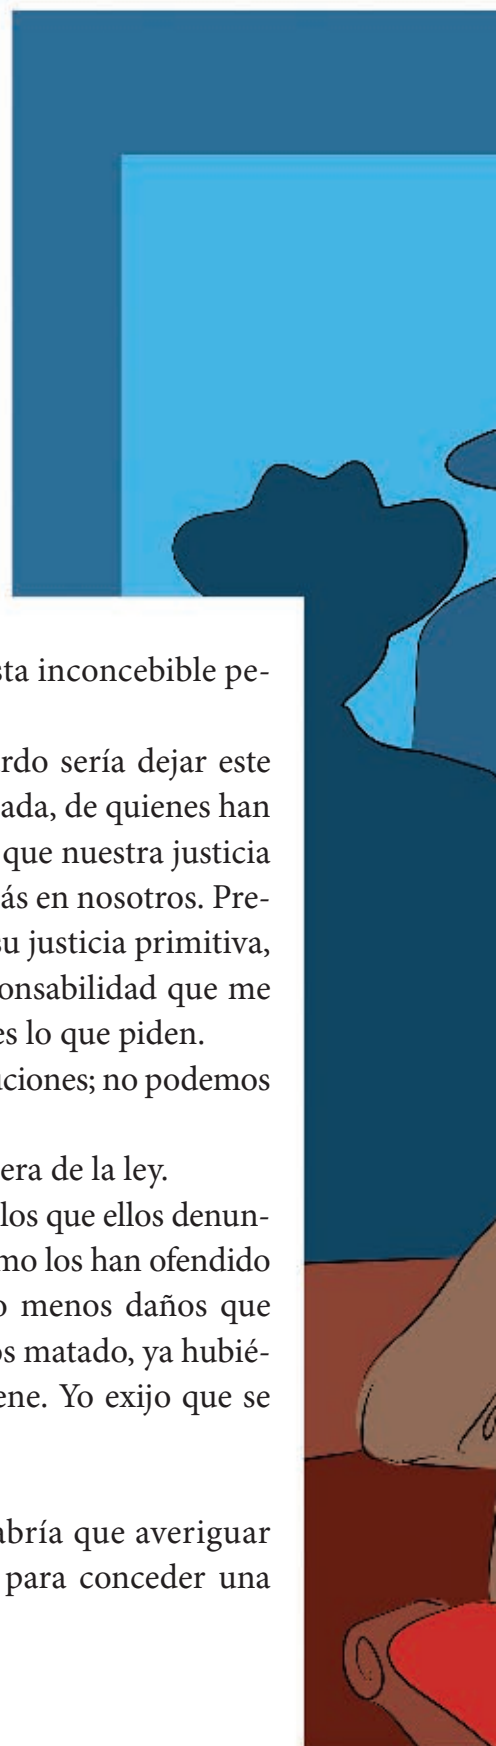 sta inconcebible pe-
rdo sería dejar este
ada, de quienes han
que nuestra justicia
ás en nosotros. Pre-
su justicia primitiva,
onsabilidad que me
es lo que piden.
uciones; no podemos
era de la ley.
los que ellos denun-
mo los han ofendido
o menos daños que
os matado, ya hubié-
ene. Yo exijo que se
abría que averiguar
para conceder una